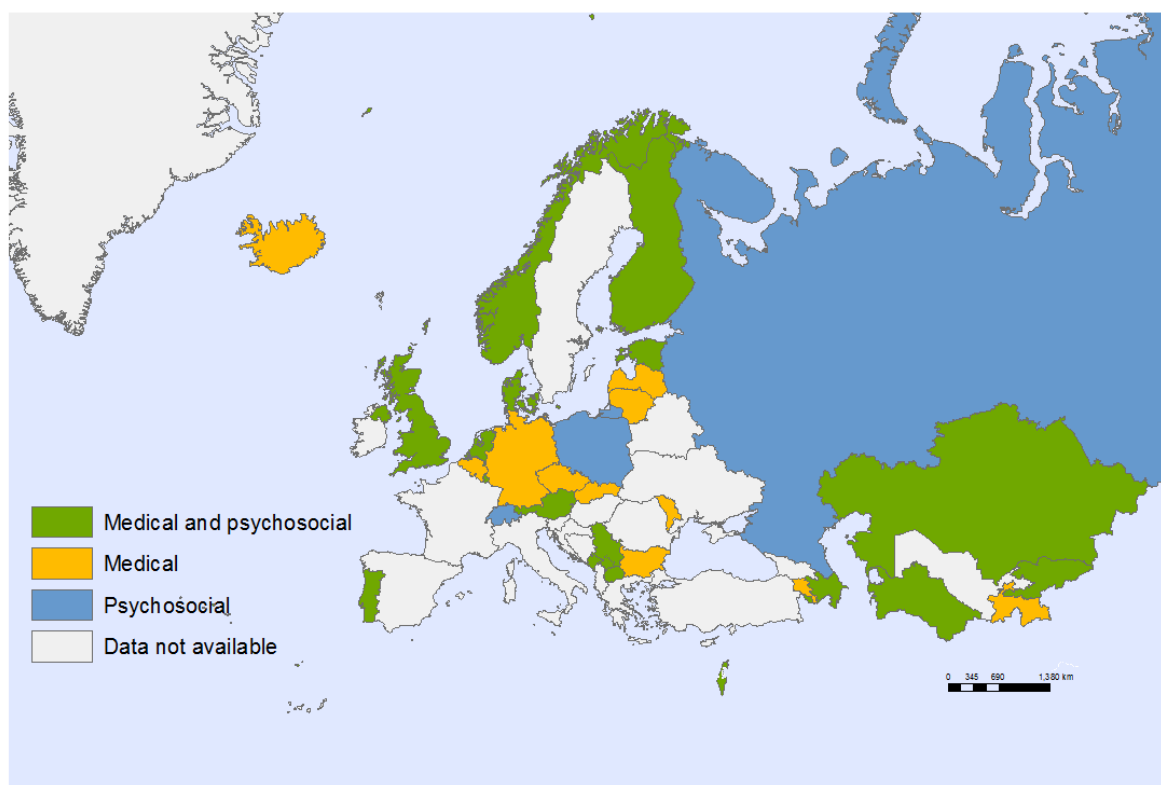 Medical and psychosocial
Medical
Psychosocial
Data not available
0 345 690 1,380 km